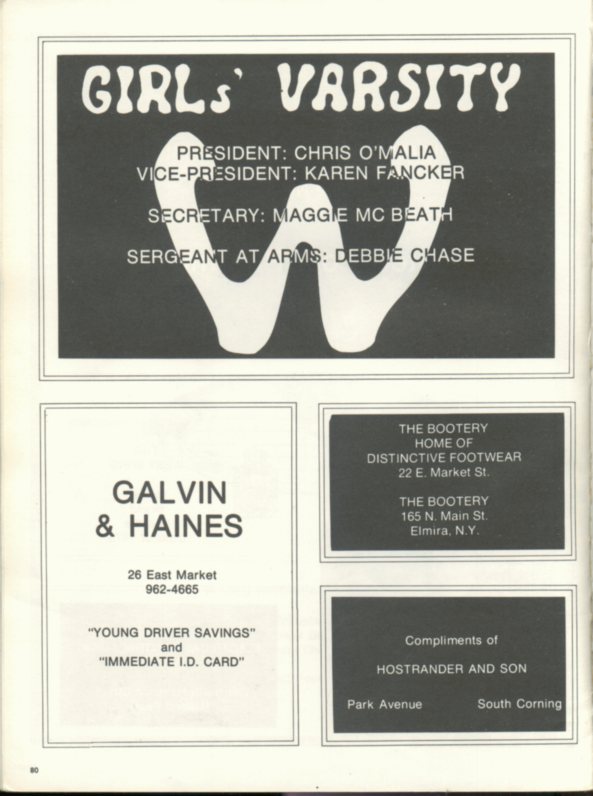 GIRLS' VARSITY
PRESIDENT: CHRIS O'MALIA
VICE-PRESIDENT: KAREN FANCKER
SECRETARY: MAGGIE MC BEATH
SERGEANT AT ARMS: DEBBIE CHASE
W
GALVIN
& HAINES
26 East Market
962-4665
"YOUNG DRIVER SAVINGS"
and
"IMMEDIATE I.D. CARD"
THE BOOTERY
HOME OF
DISTINCTIVE FOOTWEAR
22 E. Market St.
THE BOOTERY
165 N. Main St.
Elmira, N.Y.
Compliments of
HOSTRANDER AND SON
Park Avenue South Corning
80